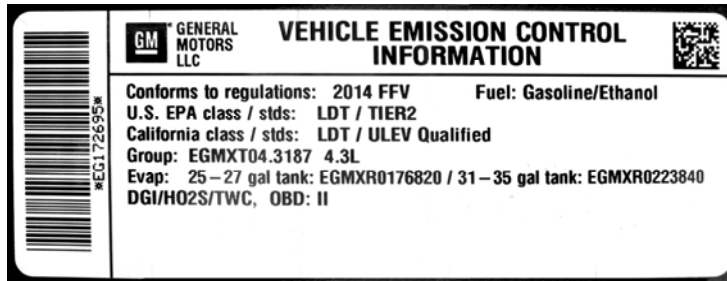 *EG172695*
GM
GENERAL
MOTORS
LLC
VEHICLE EMISSION CONTROL
INFORMATION
Conforms to regulations: 2014 FFV Fuel: Gasoline/Ethanol
U.S. EPA class / stds: LDT / TIER2
California class / stds: LDT / ULEV Qualified
Group: EGMXT04.3187 4.3L
Evap: 25–27 gal tank: EGMXR0176820 / 31–35 gal tank: EGMXR0223840
DGI/HO2S/TWC, OBD: II